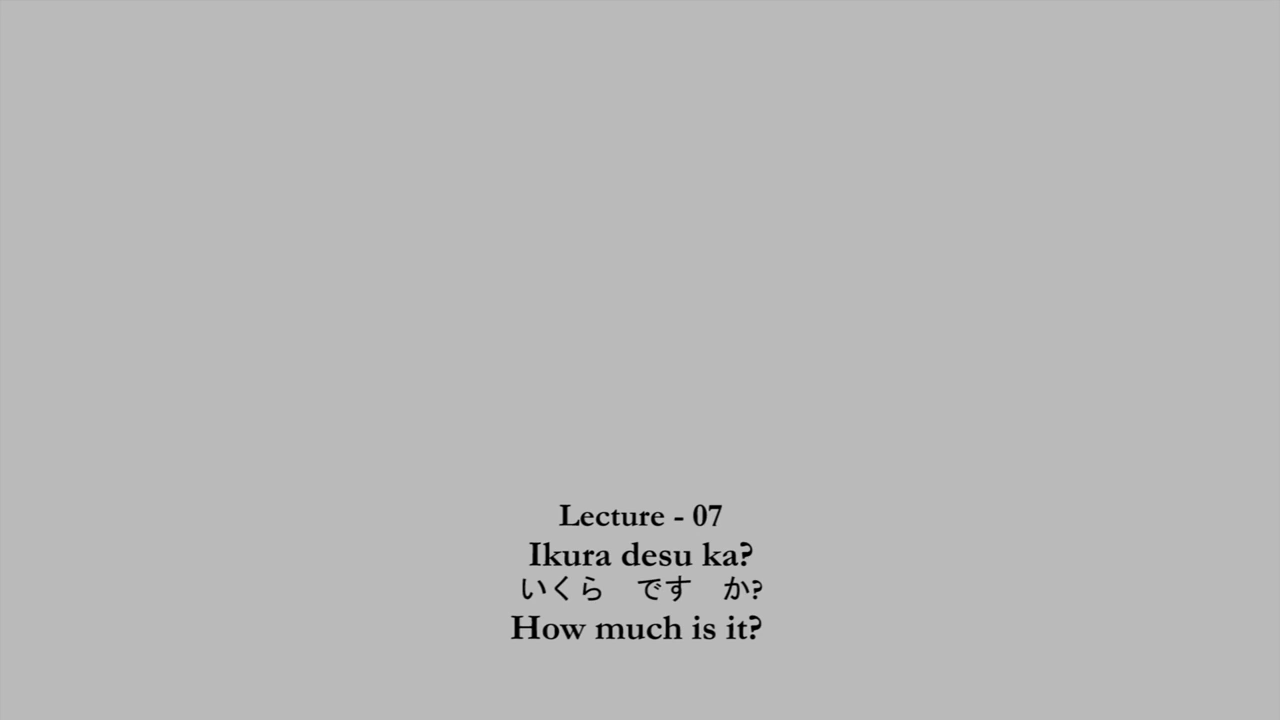 Lecture - 07
Ikura desu ka?
いくら　です　か?
How much is it?